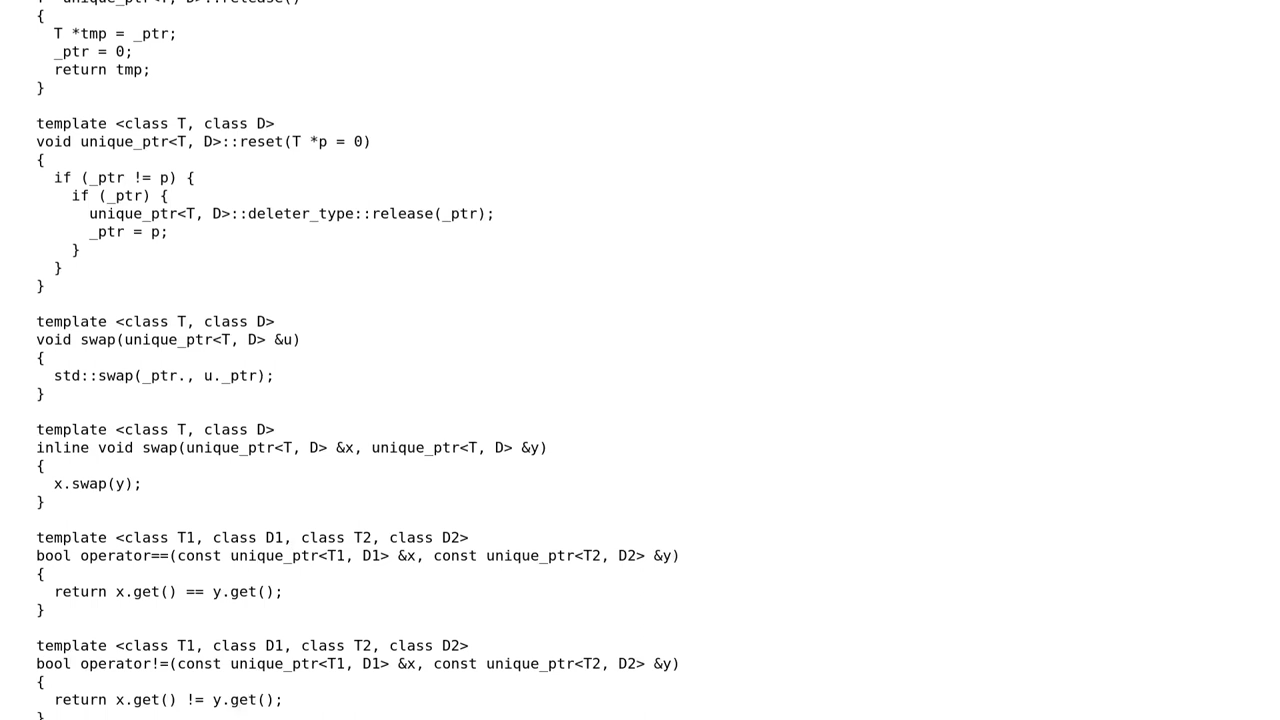 {
  T *tmp = _ptr;
  _ptr = 0;
  return tmp;
}

template <class T, class D>
void unique_ptr<T, D>::reset(T *p = 0)
{
  if (_ptr != p) {
    if (_ptr) {
      unique_ptr<T, D>::deleter_type::release(_ptr);
      _ptr = p;
    }
  }
}

template <class T, class D>
void swap(unique_ptr<T, D> &u)
{
  std::swap(_ptr., u._ptr);
}

template <class T, class D>
inline void swap(unique_ptr<T, D> &x, unique_ptr<T, D> &y)
{
  x.swap(y);
}

template <class T1, class D1, class T2, class D2>
bool operator==(const unique_ptr<T1, D1> &x, const unique_ptr<T2, D2> &y)
{
  return x.get() == y.get();
}

template <class T1, class D1, class T2, class D2>
bool operator!=(const unique_ptr<T1, D1> &x, const unique_ptr<T2, D2> &y)
{
  return x.get() != y.get();
}